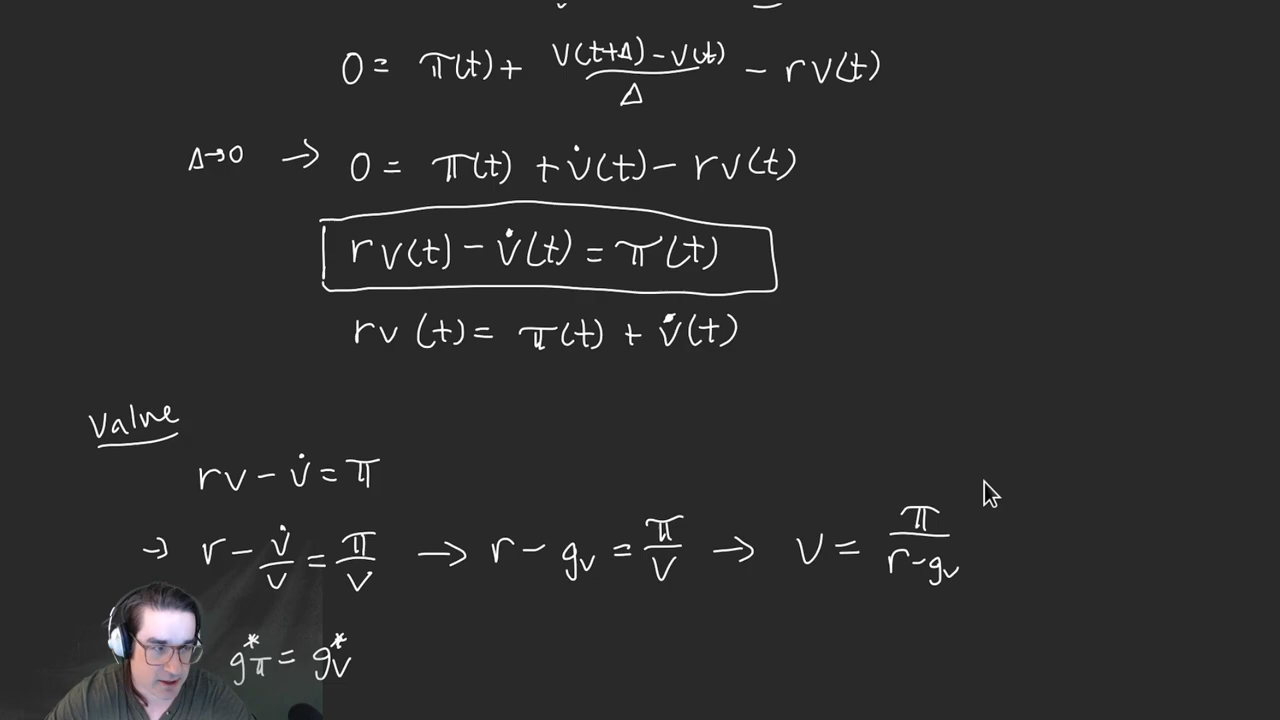 0 = π(t) + (V(t+Δ) - V(t))/Δ - rV(t)
Δ→0 → 0 = π(t) + V̇(t) - rV(t)
rV(t) - V̇(t) = π(t)
rV(t) = π(t) + V̇(t)
Value
rV - V̇ = π
→ r - V̇/V = π/V → r - g_V = π/V → V = π/(r - g_V)
g*_π = g*_V